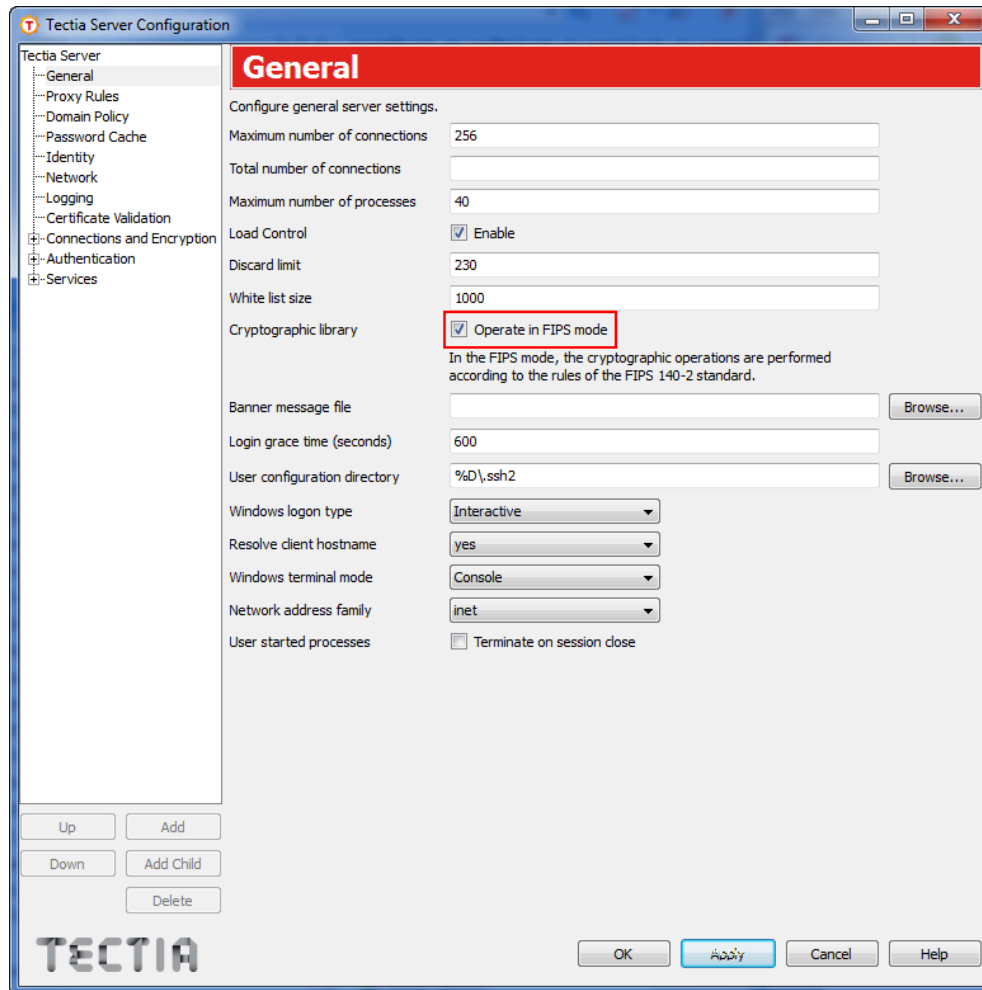 Tectia Server Configuration
Tectia Server
General
Proxy Rules
Domain Policy
Password Cache
Identity
Network
Logging
Certificate Validation
Connections and Encryption
Authentication
Services
General
Configure general server settings.
Maximum number of connections 256
Total number of connections
Maximum number of processes 40
Load Control Enable
Discard limit 230
White list size 1000
Cryptographic library Operate in FIPS mode
In the FIPS mode, the cryptographic operations are performed
according to the rules of the FIPS 140-2 standard.
Banner message file Browse...
Login grace time (seconds) 600
User configuration directory %D\.ssh2 Browse...
Windows logon type Interactive
Resolve client hostname yes
Windows terminal mode Console
Network address family inet
User started processes Terminate on session close
Up Add
Down Add Child
Delete
TECTIA
OK Apply Cancel Help